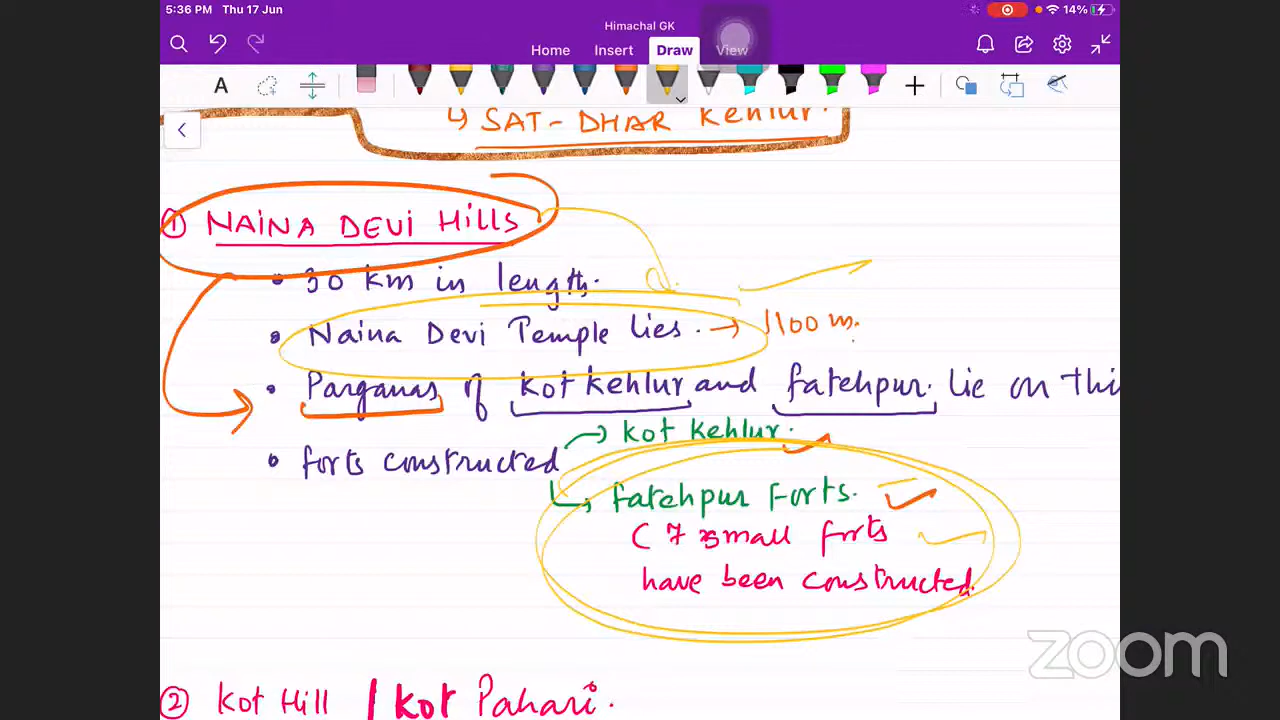 5:36 PM Thu 17 Jun
14%
Himachal GK
Home Insert Draw View
A
↳ SAT-DHAR Kehlur.
① NAINA DEVI Hills
• 30 km in length.
• Naina Devi Temple lies. → 1100 m.
• Parganas of Kot Kehlur and fatehpur. lie on thi
→ Kot Kehlur.
• forts constructed
↳ fatehpur forts.
( 7 small forts
have been constructed
② Kot Hill / Kot Pahari.
zoom